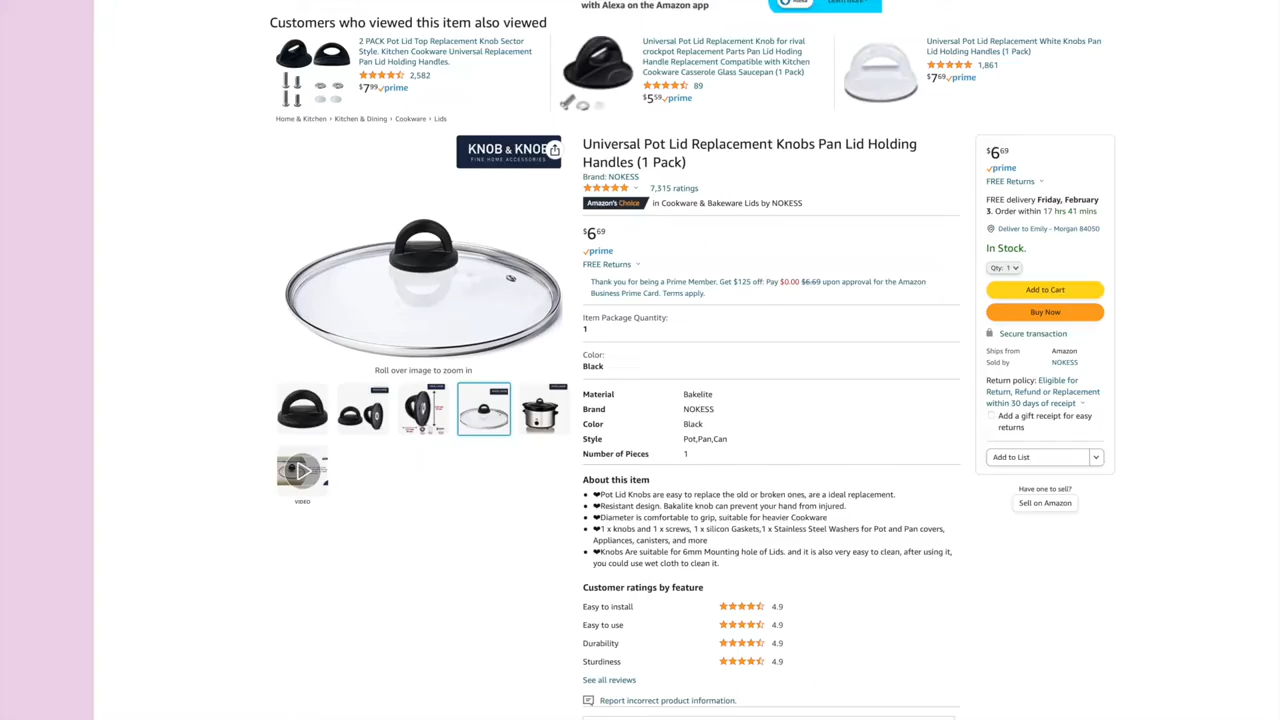 with Alexa on the Amazon app
Customers who viewed this item also viewed
2 PACK Pot Lid Top Replacement Knob Sector
Style. Kitchen Cookware Universal Replacement
Pan Lid Holding Handles.
2,582
$799 prime
Universal Pot Lid Replacement Knob for rival
crockpot Replacement Parts Pan Lid Hoding
Handle Replacement Compatible with Kitchen
Cookware Casserole Glass Saucepan (1 Pack)
89
$559 prime
Universal Pot Lid Replacement White Knobs Pan
Lid Holding Handles (1 Pack)
1,861
$769 prime
Home & Kitchen › Kitchen & Dining › Cookware › Lids
KNOB & KNOB
FINE HOME ACCESSORIES
Roll over image to zoom in
VIDEO
Universal Pot Lid Replacement Knobs Pan Lid Holding
Handles (1 Pack)
Brand: NOKESS
7,315 ratings
Amazon's Choice in Cookware & Bakeware Lids by NOKESS
$669
prime
FREE Returns
Thank you for being a Prime Member. Get $125 off: Pay $0.00 $6.69 upon approval for the Amazon
Business Prime Card. Terms apply.
Item Package Quantity:
1
Color:
Black
Material Bakelite
Brand NOKESS
Color Black
Style Pot,Pan,Can
Number of Pieces 1
About this item
• ❤Pot Lid Knobs are easy to replace the old or broken ones, are a ideal replacement.
• ❤Resistant design. Bakalite knob can prevent your hand from injured.
• ❤Diameter is comfortable to grip, suitable for heavier Cookware
• ❤1 x knobs and 1 x screws, 1 x silicon Gaskets,1 x Stainless Steel Washers for Pot and Pan covers,
Appliances, canisters, and more
• ❤Knobs Are suitable for 6mm Mounting hole of Lids. and it is also very easy to clean, after using it,
you could use wet cloth to clean it.
Customer ratings by feature
Easy to install 4.9
Easy to use 4.9
Durability 4.9
Sturdiness 4.9
See all reviews
Report incorrect product information.
$669
prime
FREE Returns
FREE delivery Friday, February
3. Order within 17 hrs 41 mins
Deliver to Emily - Morgan 84050
In Stock.
Qty: 1
Add to Cart
Buy Now
Secure transaction
Ships from Amazon
Sold by NOKESS
Return policy: Eligible for
Return, Refund or Replacement
within 30 days of receipt
Add a gift receipt for easy
returns
Add to List
Have one to sell?
Sell on Amazon